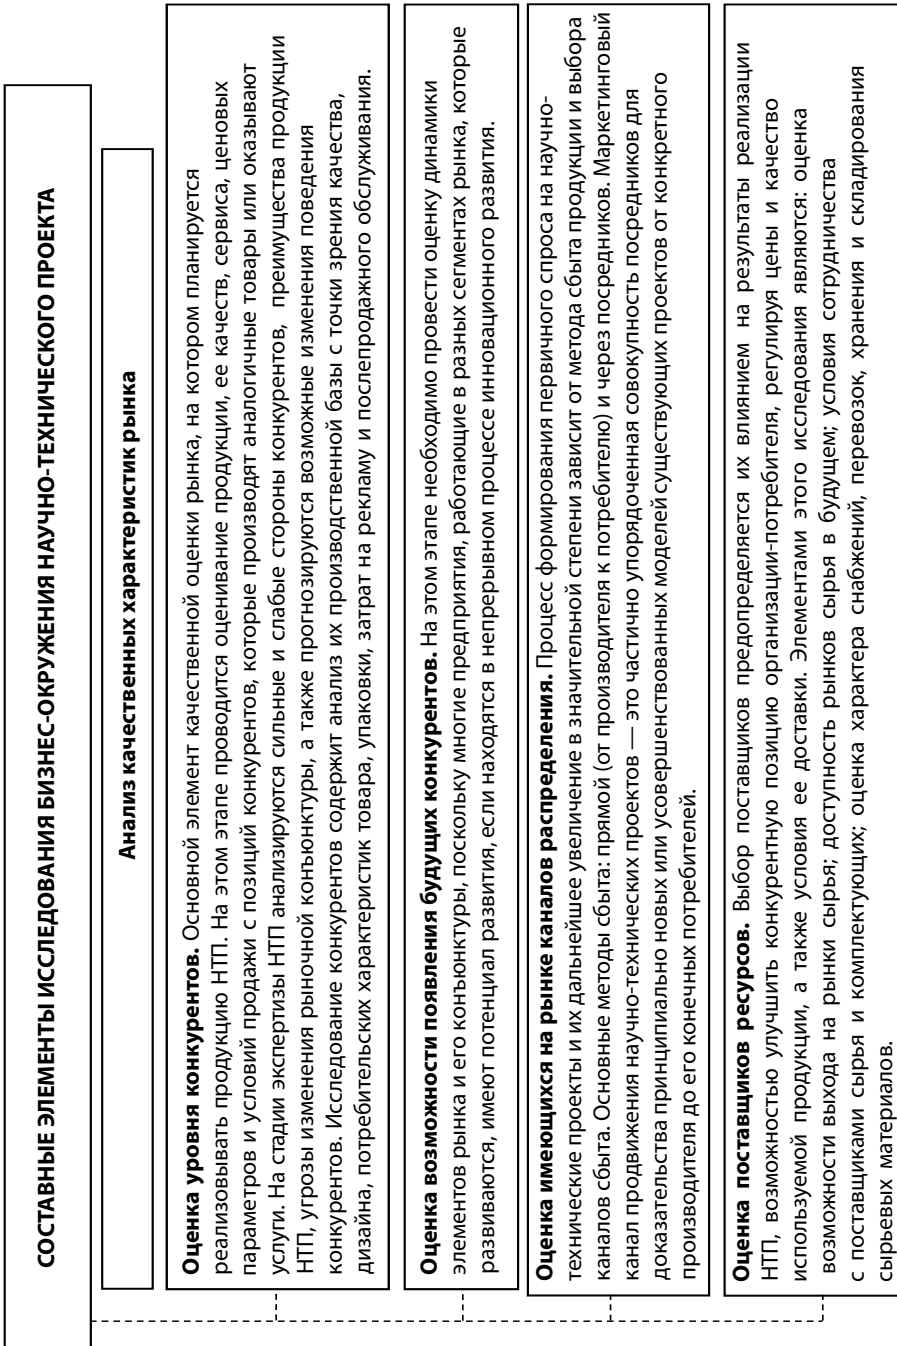 СОСТАВНЫЕ ЭЛЕМЕНТЫ ИССЛЕДОВАНИЯ БИЗНЕС-ОКРУЖЕНИЯ НАУЧНО-ТЕХНИЧЕСКОГО ПРОЕКТА
Анализ качественных характеристик рынка
Оценка уровня конкурентов. Основной элемент качественной оценки рынка, на котором планируется
реализовывать продукцию НТП. На этом этапе проводится оценивание продукции, ее качеств, сервиса, ценовых
параметров и условий продажи с позиций конкурентов, которые производят аналогичные товары или оказывают
услуги. На стадии экспертизы НТП анализируются сильные и слабые стороны конкурентов, преимущества продукции
НТП, угрозы изменения рыночной конъюнктуры, а также прогнозируются возможные изменения поведения
конкурентов. Исследование конкурентов содержит анализ их производственной базы с точки зрения качества,
дизайна, потребительских характеристик товара, упаковки, затрат на рекламу и послепродажного обслуживания.
Оценка возможности появления будущих конкурентов. На этом этапе необходимо провести оценку динамики
элементов рынка и его конъюнктуры, поскольку многие предприятия, работающие в разных сегментах рынка, которые
развиваются, имеют потенциал развития, если находятся в непрерывном процессе инновационного развития.
Оценка имеющихся на рынке каналов распределения. Процесс формирования первичного спроса на научно-
технические проекты и их дальнейшее увеличение в значительной степени зависит от метода сбыта продукции и выбора
каналов сбыта. Основные методы сбыта: прямой (от производителя к потребителю) и через посредников. Маркетинговый
канал продвижения научно-технических проектов — это частично упорядоченная совокупность посредников для
доказательства принципиально новых или усовершенствованных моделей существующих проектов от конкретного
производителя до его конечных потребителей.
Оценка поставщиков ресурсов. Выбор поставщиков предопределяется их влиянием на результаты реализации
НТП, возможностью улучшить конкурентную позицию организации-потребителя, регулируя цены и качество
используемой продукции, а также условия ее доставки. Элементами этого исследования являются: оценка
возможности выхода на рынки сырья; доступность рынков сырья в будущем; условия сотрудничества
с поставщиками сырья и комплектующих; оценка характера снабжений, перевозок, хранения и складирования
сырьевых материалов.